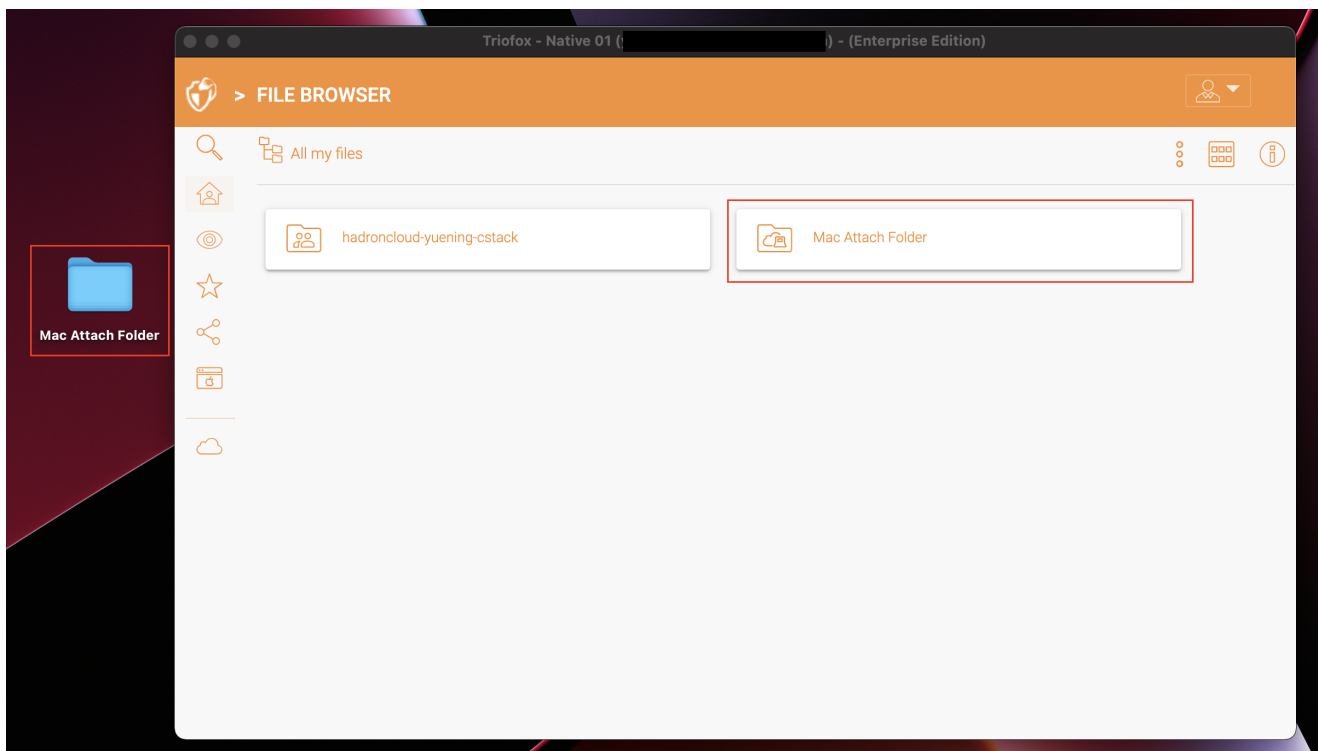 Triofox - Native 01 ( ) - (Enterprise Edition)
> FILE BROWSER
All my files
hadroncloud-yuening-cstack
Mac Attach Folder
Mac Attach Folder